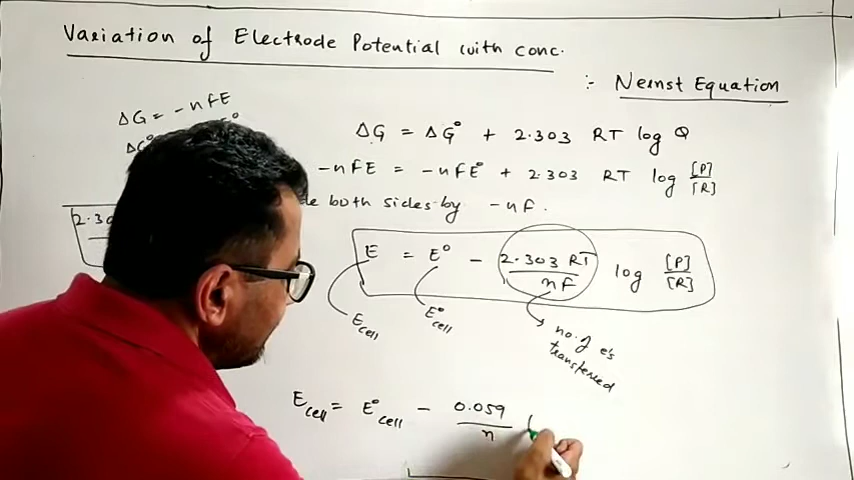 Variation of Electrode Potential with conc.
:- Nernst Equation
ΔG = -nFE
ΔG = ΔG° + 2.303 RT log Q
-nFE = -nFE° + 2.303 RT log [P]/[R]
both sides by -nF.
E = E° - 2.303 RT/nF log [P]/[R]
Ecell
E°cell
no. of e's
transferred
Ecell = E°cell - 0.059/n